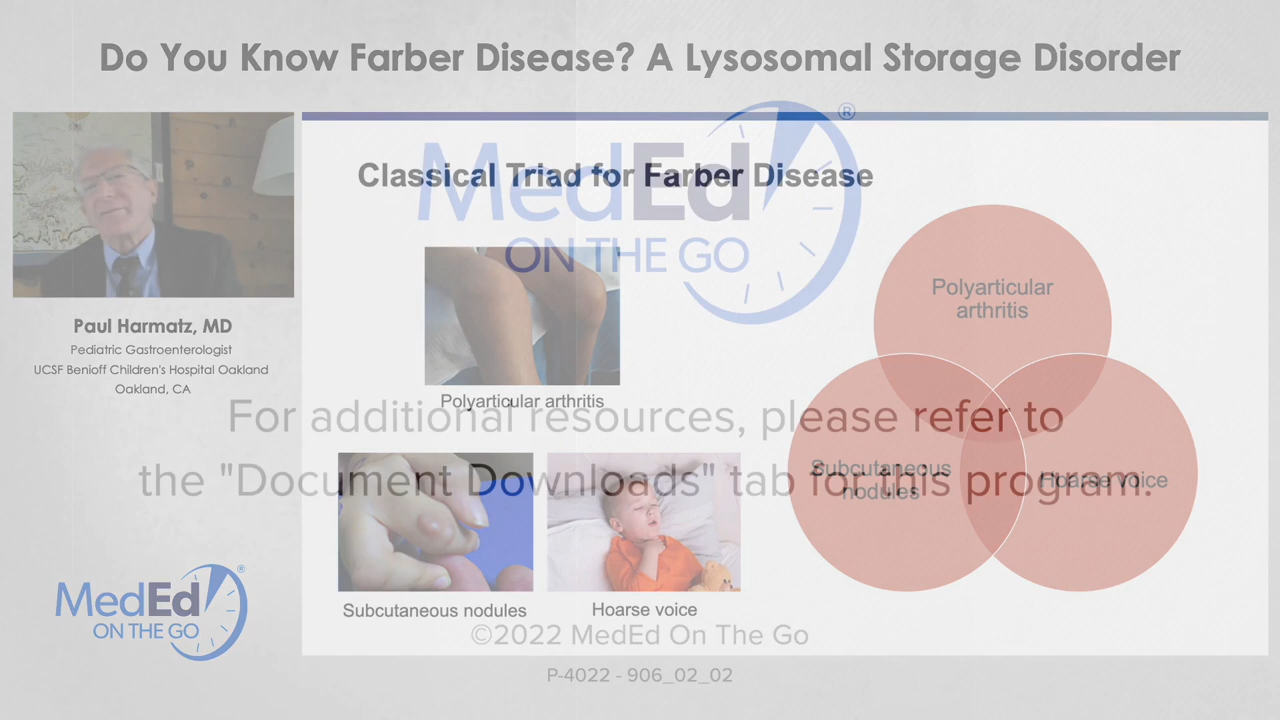 Do You Know Farber Disease? A Lysosomal Storage Disorder
MedEd®
ON THE GO
Classical Triad for Farber Disease
Polyarticular arthritis
Subcutaneous nodules
Hoarse voice
Polyarticular
arthritis
Subcutaneous
nodules
Hoarse voice
Paul Harmatz, MD
Pediatric Gastroenterologist
UCSF Benioff Children's Hospital Oakland
Oakland, CA
For additional resources, please refer to
the "Document Downloads" tab for this program.
MedEd®
ON THE GO
©2022 MedEd On The Go
P-4022 - 906_02_02